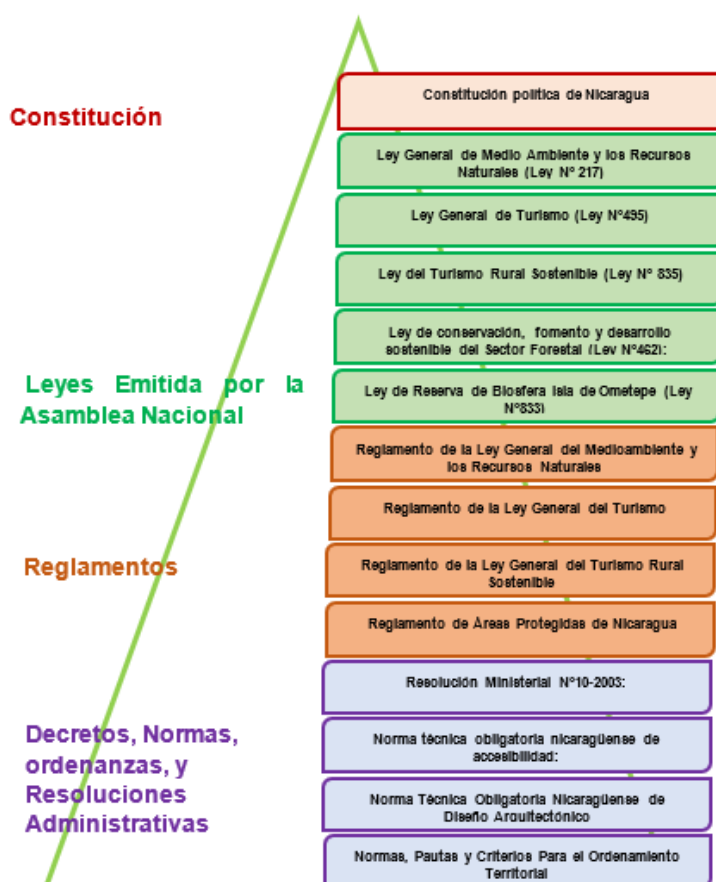 Constitución
Constitución política de Nicaragua
Ley General de Medio Ambiente y los Recursos
Naturales (Ley N° 217)
Ley General de Turismo (Ley N°495)
Ley del Turismo Rural Sostenible (Ley N° 835)
Ley de conservación, fomento y desarrollo
sostenible del Sector Forestal (Ley N°462):
Leyes Emitida por la
Asamblea Nacional
Ley de Reserva de Biosfera Isla de Ometepe (Ley
N°833)
Reglamento de la Ley General del Medioambiente y
los Recursos Naturales
Reglamento de la Ley General del Turismo
Reglamentos
Reglamento de la Ley General del Turismo Rural
Sostenible
Reglamento de Áreas Protegidas de Nicaragua
Resolución Ministerial N°10-2003:
Decretos, Normas,
ordenanzas, y
Resoluciones
Administrativas
Norma técnica obligatoria nicaragüense de
accesibilidad:
Norma Técnica Obligatoria Nicaragüense de
Diseño Arquitectónico
Normas, Pautas y Criterios Para el Ordenamiento
Territorial